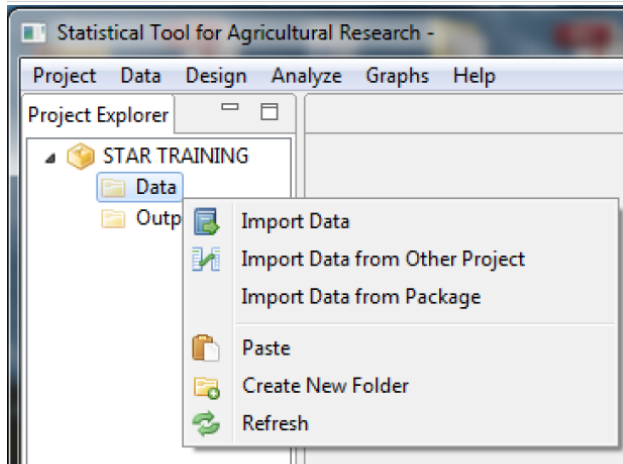 Statistical Tool for Agricultural Research -
Project Data Design Analyze Graphs Help
Project Explorer
STAR TRAINING
Data
Outp
Import Data
Import Data from Other Project
Import Data from Package
Paste
Create New Folder
Refresh